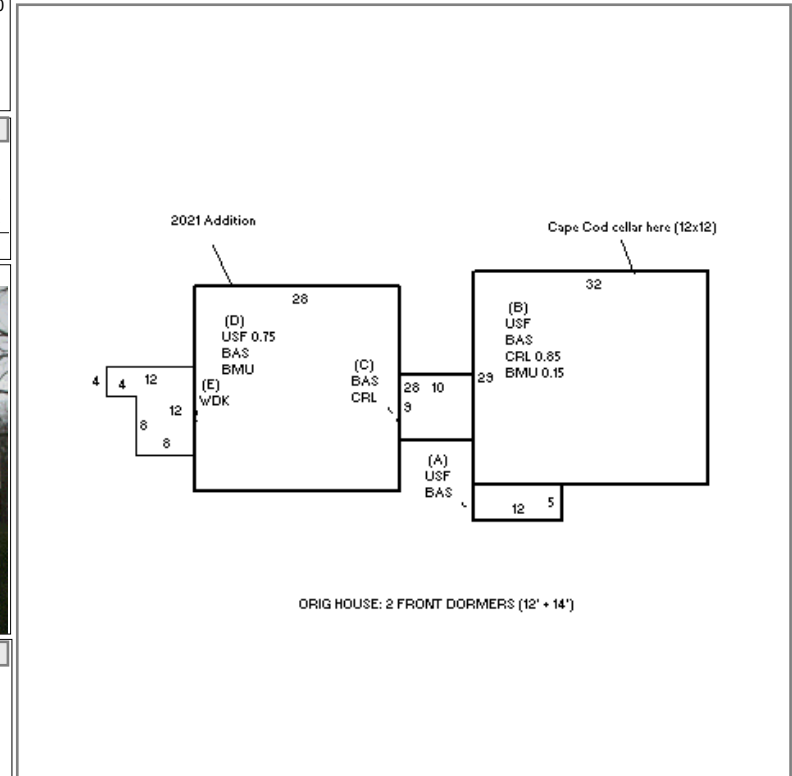 2021 Addition
Cape Cod cellar here (12x12)
28
32
(D)
USF 0.75
BAS
BMU
(B)
USF
BAS
CRL 0.85
BMU 0.15
(C)
BAS
CRL
29
28 10
9
4
4
12
(E)
WDK
12
8
8
(A)
USF
BAS
12
5
ORIG HOUSE: 2 FRONT DORMERS (12' + 14')